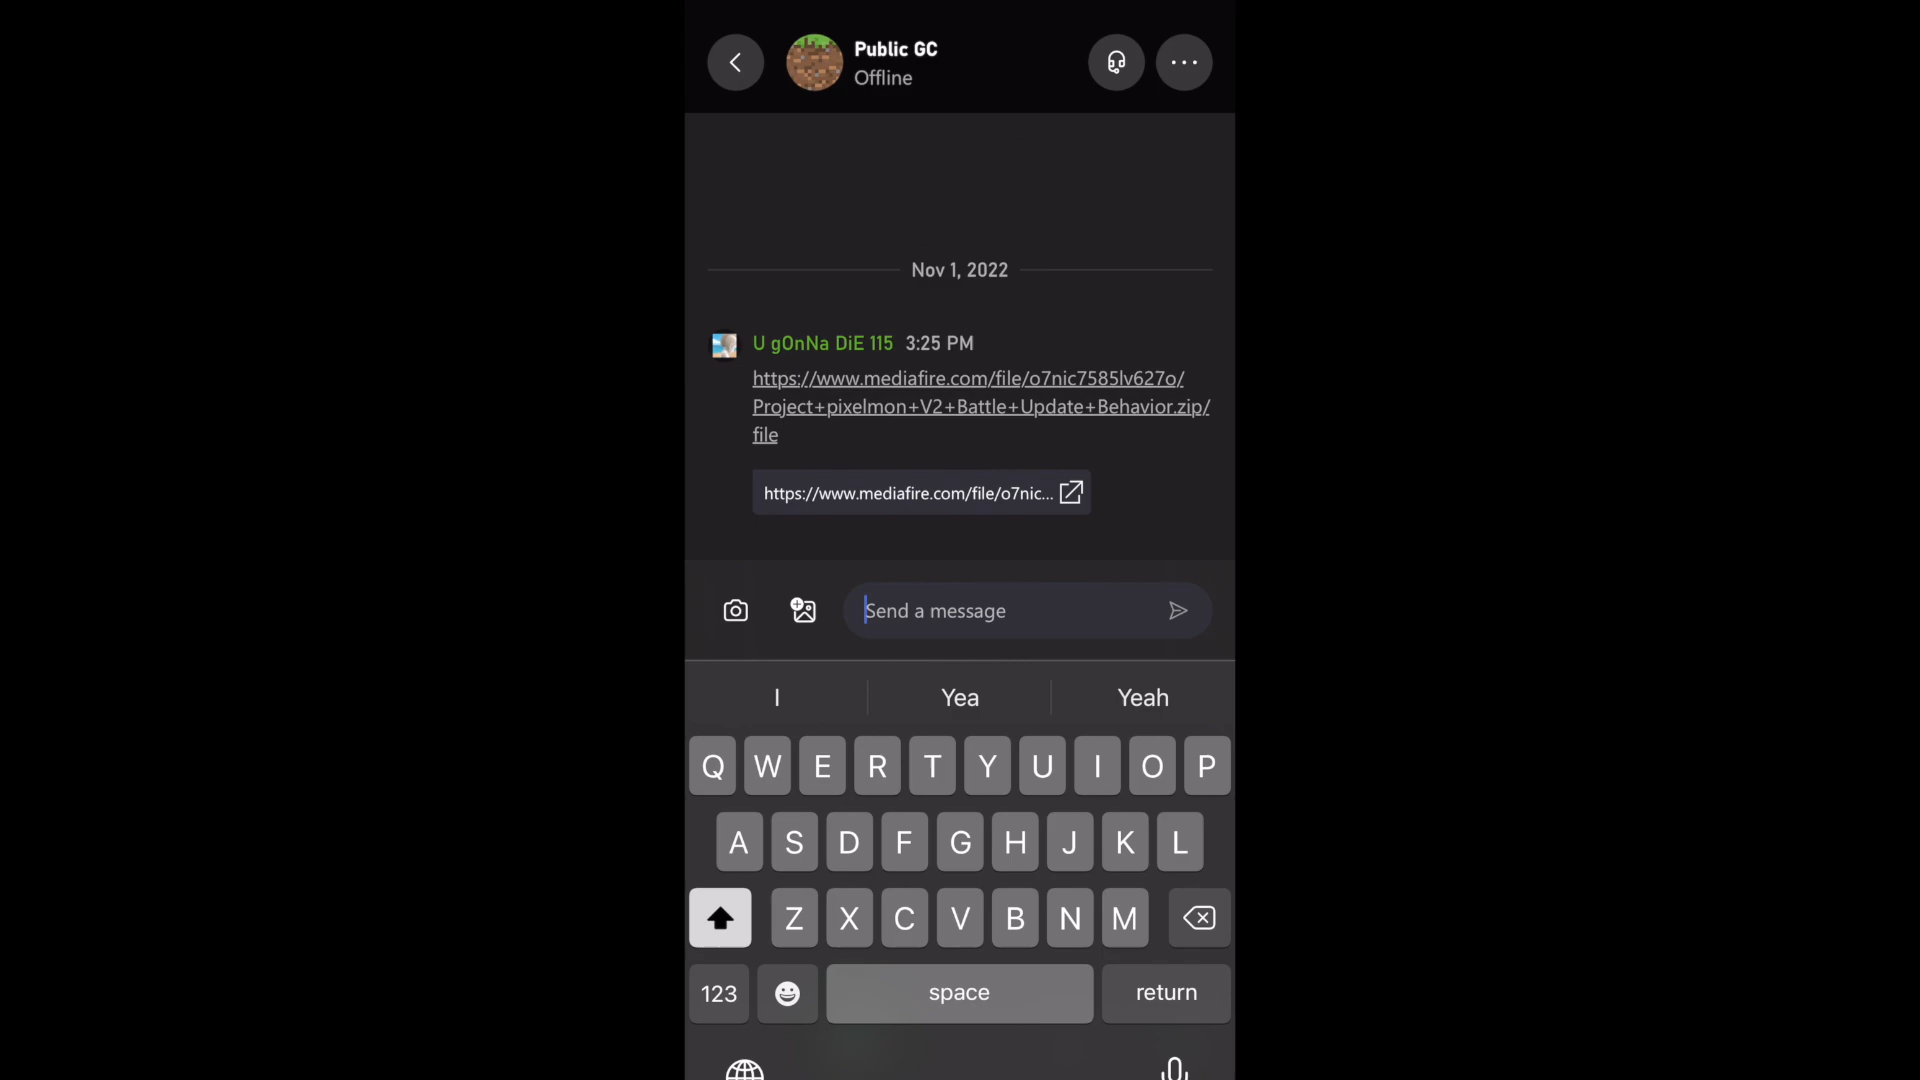 Public GC
Offline
Nov 1, 2022
U gOnNa DiE 115 3:25 PM
https://www.mediafire.com/file/o7nic7585lv627o/
Project+pixelmon+V2+Battle+Update+Behavior.zip/
file
https://www.mediafire.com/file/o7nic...
Send a message
I Yea Yeah
Q W E R T Y U I O P
A S D F G H J K L
Z X C V B N M
123 space return